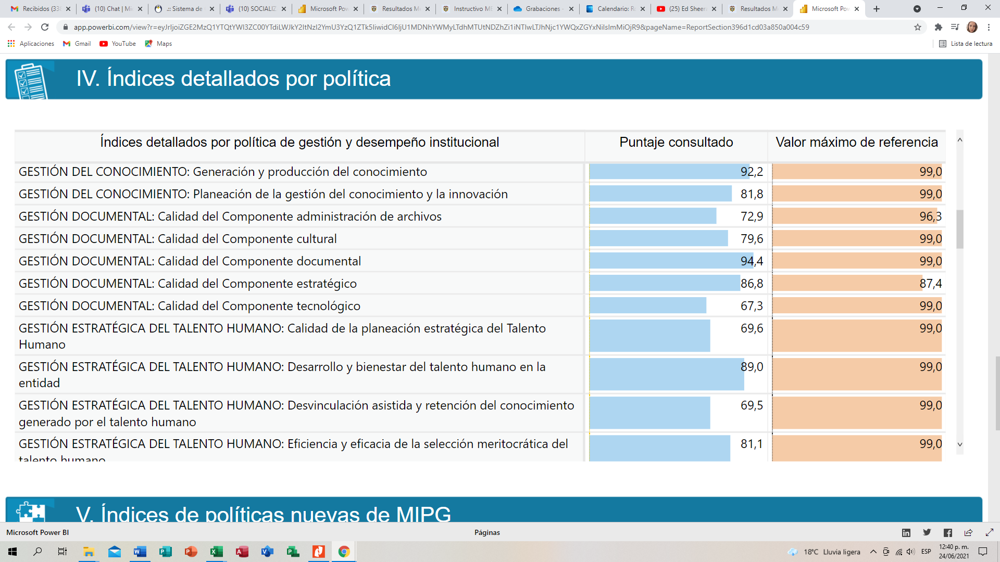 Recibidos (338
(10) Chat | Mi
.:: Sistema de
(10) SOCIALIZ
Microsoft Pow
Resultados M
Instructivo ME
Grabaciones -
Calendario: R
(25) Ed Sheera
Resultados M
Microsoft Pow
Aplicaciones
Gmail
YouTube
Maps
Lista de lectura
IV. Índices detallados por política
Índices detallados por política de gestión y desempeño institucional
Puntaje consultado
Valor máximo de referencia
GESTIÓN DEL CONOCIMIENTO: Generación y producción del conocimiento
92,2
99,0
GESTIÓN DEL CONOCIMIENTO: Planeación de la gestión del conocimiento y la innovación
81,8
99,0
GESTIÓN DOCUMENTAL: Calidad del Componente administración de archivos
72,9
96,3
GESTIÓN DOCUMENTAL: Calidad del Componente cultural
79,6
99,0
GESTIÓN DOCUMENTAL: Calidad del Componente documental
94,4
99,0
GESTIÓN DOCUMENTAL: Calidad del Componente estratégico
86,8
87,4
GESTIÓN DOCUMENTAL: Calidad del Componente tecnológico
67,3
99,0
GESTIÓN ESTRATÉGICA DEL TALENTO HUMANO: Calidad de la planeación estratégica del Talento
Humano
69,6
99,0
GESTIÓN ESTRATÉGICA DEL TALENTO HUMANO: Desarrollo y bienestar del talento humano en la
entidad
89,0
99,0
GESTIÓN ESTRATÉGICA DEL TALENTO HUMANO: Desvinculación asistida y retención del conocimiento
generado por el talento humano
69,5
99,0
GESTIÓN ESTRATÉGICA DEL TALENTO HUMANO: Eficiencia y eficacia de la selección meritocrática del
talento humano
81,1
99,0
V. Índices de políticas nuevas de MIPG
Microsoft Power BI
Páginas
18°C Lluvia ligera
ESP
12:40 p. m.
24/06/2021